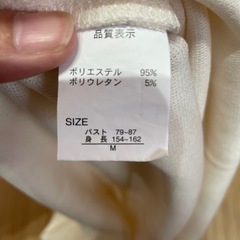 品質表示
ポリエステル 95%
ポリウレタン 5%
SIZE
バスト 79~87
身 長 154~162
M